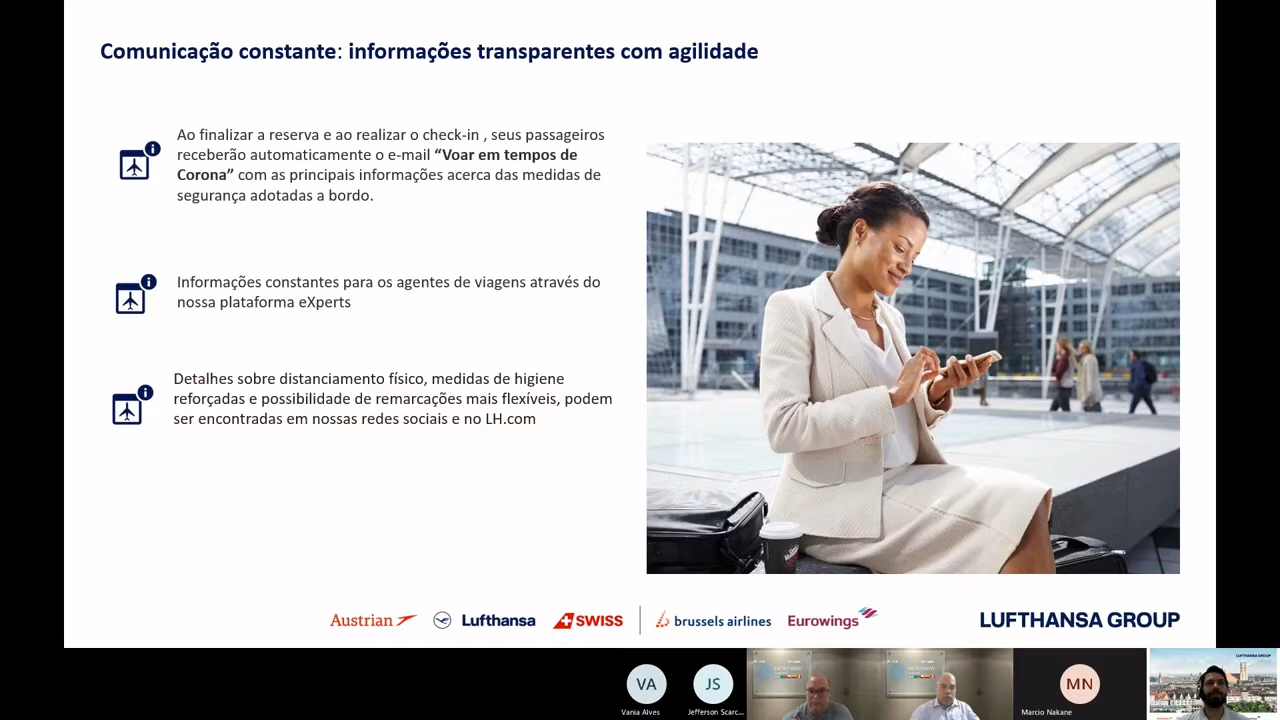 Comunicação constante: informações transparentes com agilidade
Ao finalizar a reserva e ao realizar o check-in , seus passageiros
receberão automaticamente o e-mail “Voar em tempos de
Corona” com as principais informações acerca das medidas de
segurança adotadas a bordo.
Informações constantes para os agentes de viagens através do
nossa plataforma eXperts
Detalhes sobre distanciamento físico, medidas de higiene
reforçadas e possibilidade de remarcações mais flexíveis, podem
ser encontradas em nossas redes sociais e no LH.com
Austrian
Lufthansa
SWISS
brussels airlines
Eurowings
LUFTHANSA GROUP
VA
JS
MN
Vania Alves
Jefferson Scarc...
Marcio Nakane
LUFTHANSA GROUP